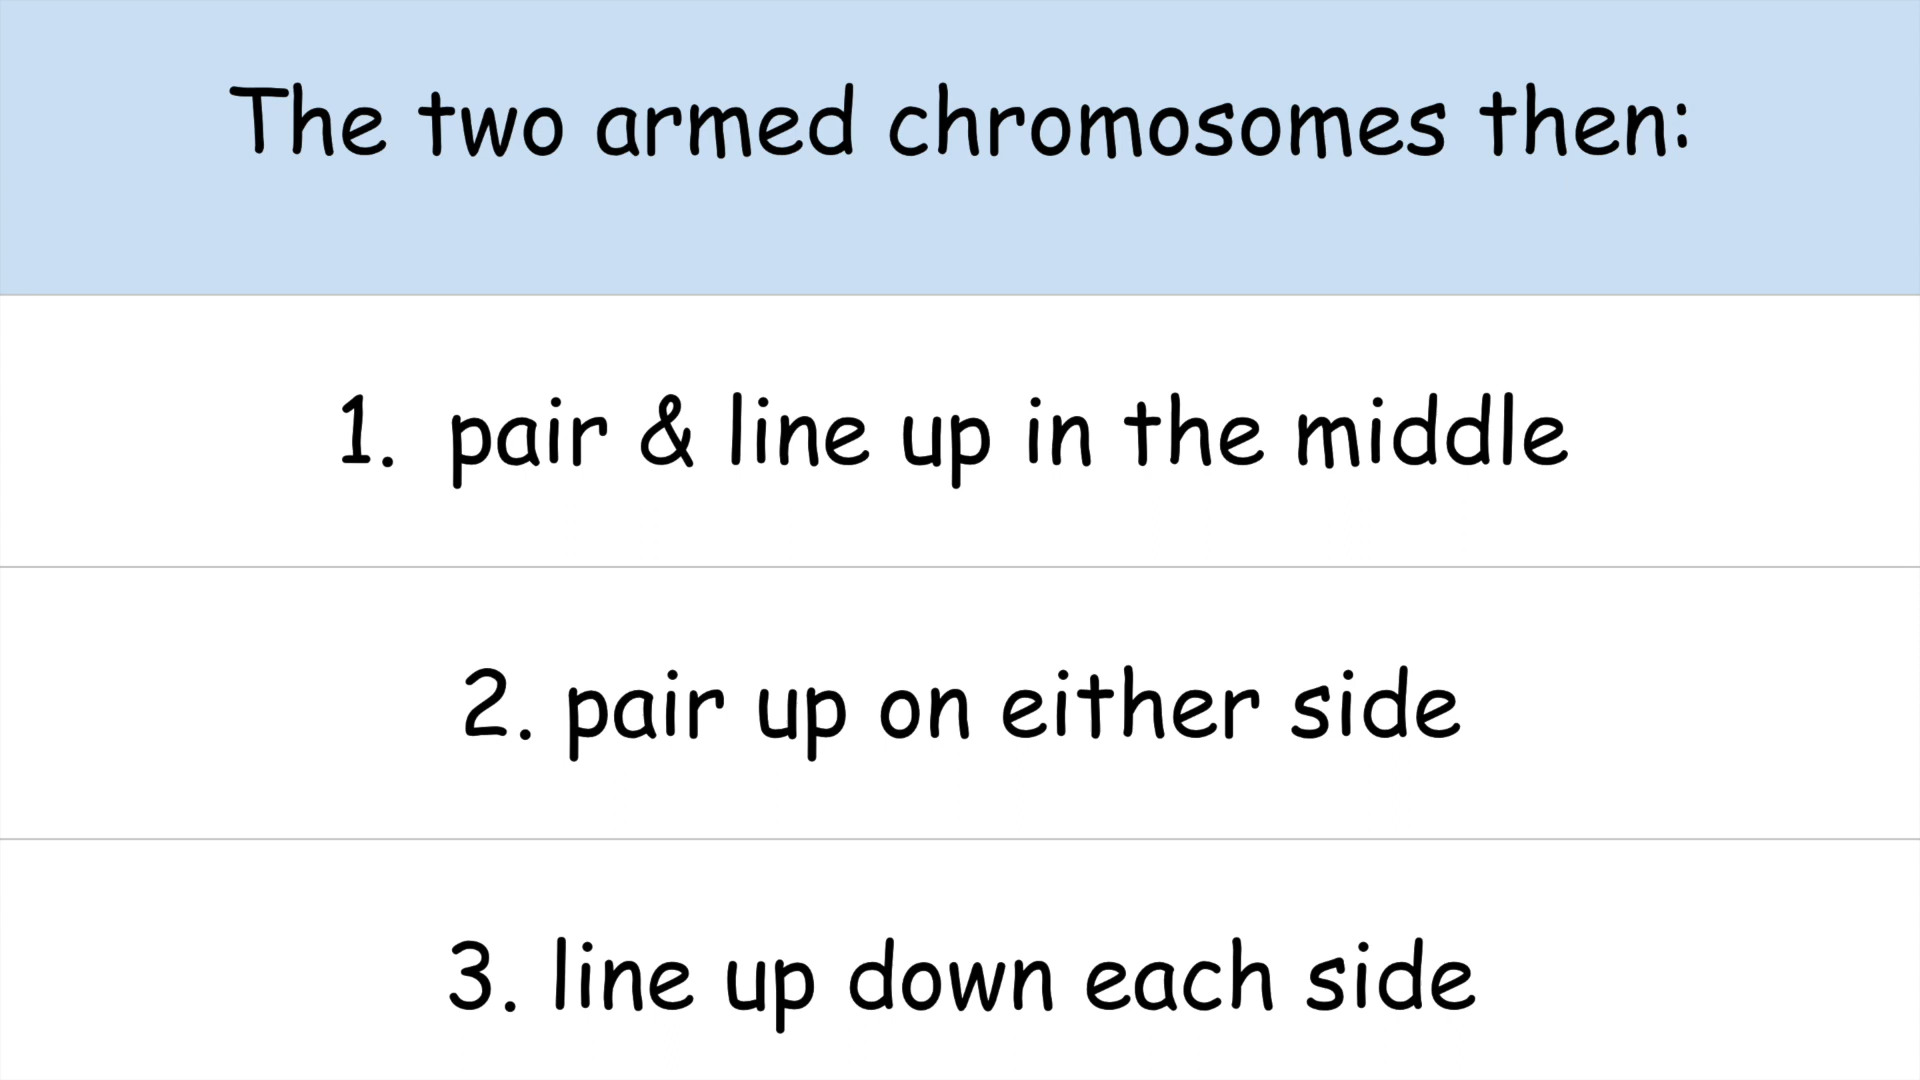 The two armed chromosomes then:
1. pair & line up in the middle
2. pair up on either side
3. line up down each side